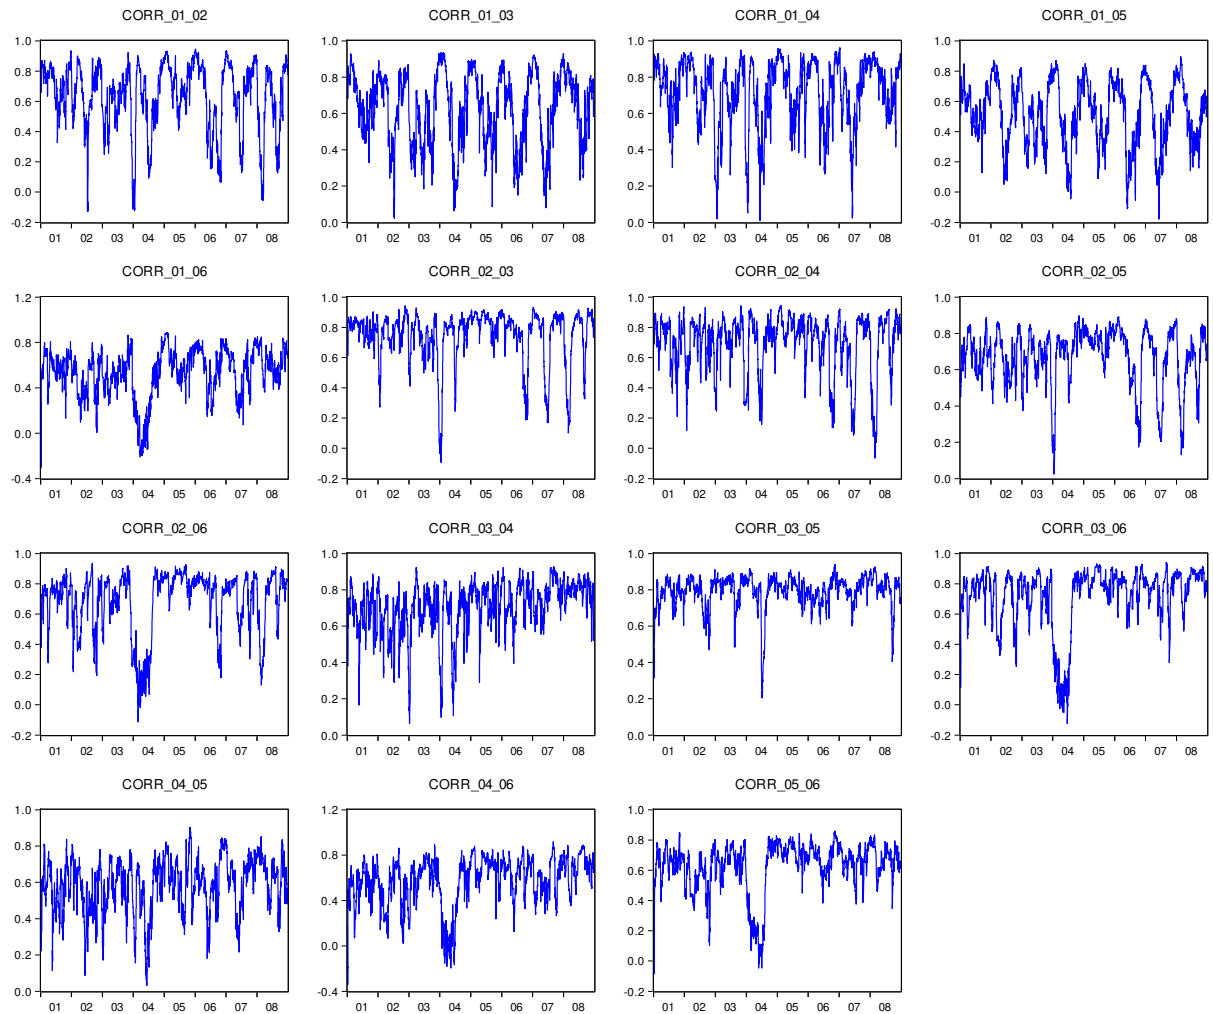 CORR_01_02 CORR_01_03 CORR_01_04 CORR_01_05
1.0 1.0 1.0 1.0
0.8 0.8 0.8 0.8
0.6 0.6 0.6 0.6
0.4 0.4 0.4 0.4
0.2 0.2
0.0 0.2 0.2 0.0
-0.2 0.0 0.0 -0.2
01 02 03 04 05 06 07 08 01 02 03 04 05 06 07 08 01 02 03 04 05 06 07 08 01 02 03 04 05 06 07 08
CORR_01_06 CORR_02_03 CORR_02_04 CORR_02_05
1.2 1.0 1.0 1.0
0.8 0.8 0.8 0.8
0.6 0.6 0.6
0.4 0.4 0.4 0.4
0.0 0.2 0.2
0.0 0.0 0.2
-0.4 -0.2 -0.2 0.0
01 02 03 04 05 06 07 08 01 02 03 04 05 06 07 08 01 02 03 04 05 06 07 08 01 02 03 04 05 06 07 08
CORR_02_06 CORR_03_04 CORR_03_05 CORR_03_06
1.0 1.0 1.0 1.0
0.8 0.8 0.8 0.8
0.6 0.6 0.6 0.6
0.4 0.4 0.4 0.4
0.2 0.2
0.0 0.2 0.2 0.0
-0.2 0.0 0.0 -0.2
01 02 03 04 05 06 07 08 01 02 03 04 05 06 07 08 01 02 03 04 05 06 07 08 01 02 03 04 05 06 07 08
CORR_04_05 CORR_04_06 CORR_05_06
1.0 1.2 1.0
0.8 0.8 0.8
0.6 0.6
0.4 0.4 0.4
0.0 0.2
0.2 0.0
0.0 -0.4 -0.2
01 02 03 04 05 06 07 08 01 02 03 04 05 06 07 08 01 02 03 04 05 06 07 08